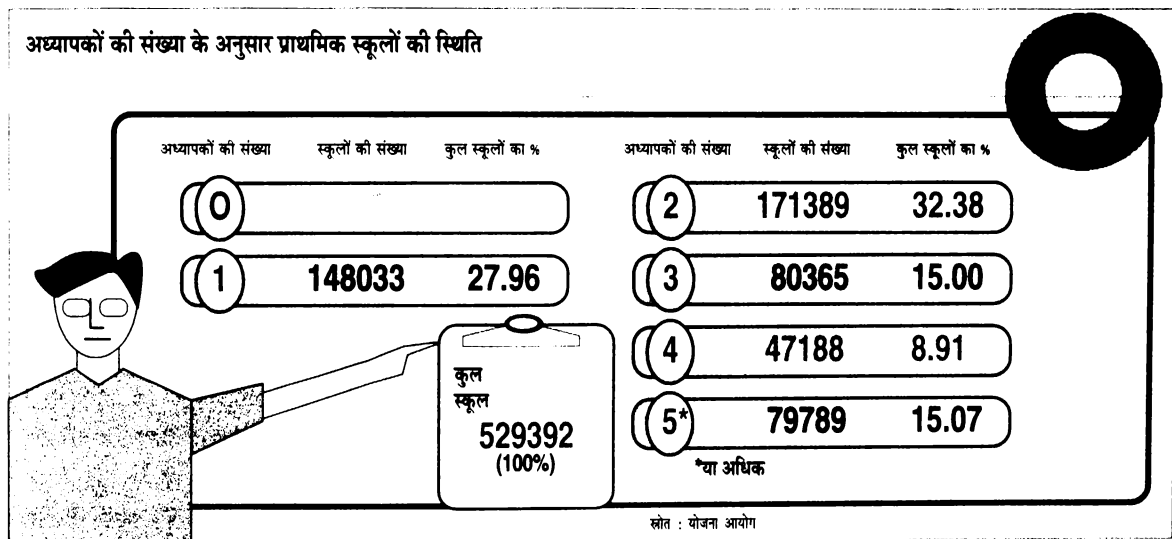 अध्यापकों की संख्या के अनुसार प्राथमिक स्कूलों की स्थिति
अध्यापकों की संख्या स्कूलों की संख्या कुल स्कूलों का %
0
1 148033 27.96
अध्यापकों की संख्या स्कूलों की संख्या कुल स्कूलों का %
2 171389 32.38
3 80365 15.00
4 47188 8.91
5* 79789 15.07
*या अधिक
कुल
स्कूल
529392
(100%)
स्रोत : योजना आयोग